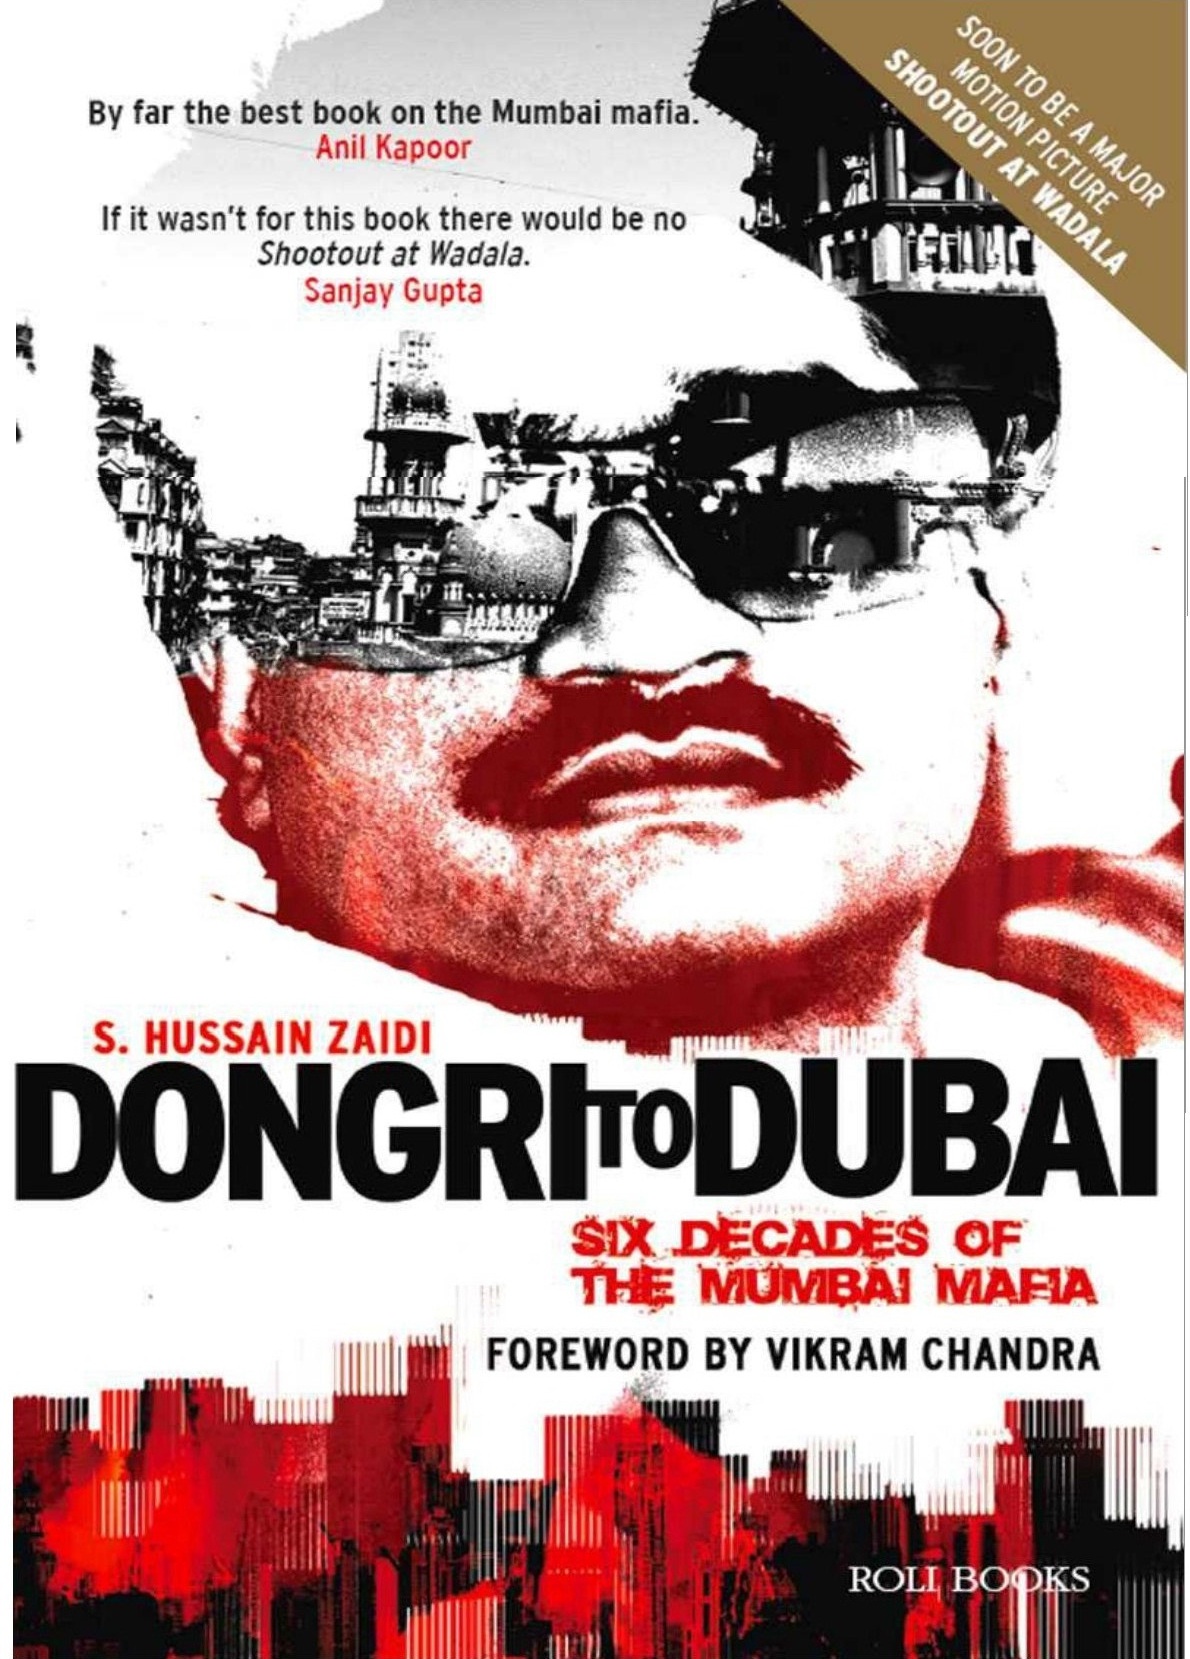 SOON TO BE A MAJOR
MOTION PICTURE
SHOOTOUT AT WADALA
By far the best book on the Mumbai mafia.
Anil Kapoor
If it wasn't for this book there would be no
Shootout at Wadala.
Sanjay Gupta
S. HUSSAIN ZAIDI
DONGRI TO DUBAI
SIX DECADES OF
THE MUMBAI MAFIA
FOREWORD BY VIKRAM CHANDRA
ROLI BOOKS